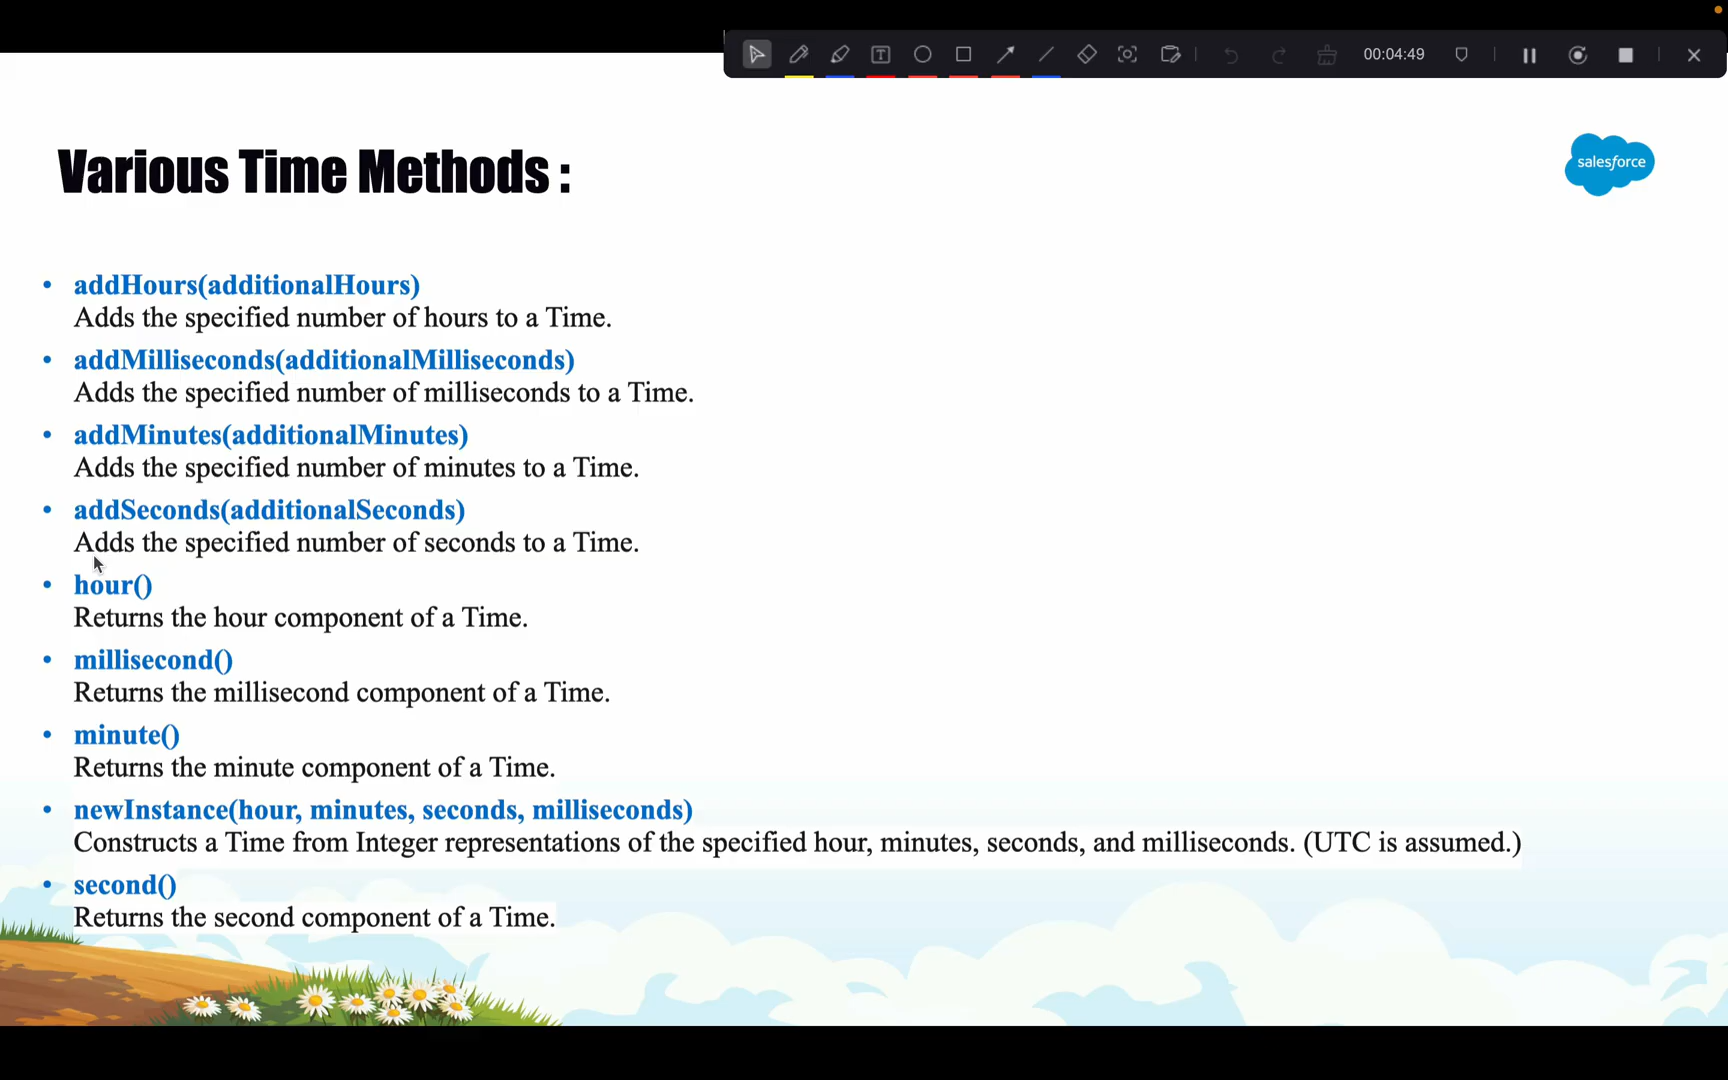 00:04:49
Various Time Methods :
salesforce
• addHours(additionalHours)
Adds the specified number of hours to a Time.
• addMilliseconds(additionalMilliseconds)
Adds the specified number of milliseconds to a Time.
• addMinutes(additionalMinutes)
Adds the specified number of minutes to a Time.
• addSeconds(additionalSeconds)
Adds the specified number of seconds to a Time.
• hour()
Returns the hour component of a Time.
• millisecond()
Returns the millisecond component of a Time.
• minute()
Returns the minute component of a Time.
• newInstance(hour, minutes, seconds, milliseconds)
Constructs a Time from Integer representations of the specified hour, minutes, seconds, and milliseconds. (UTC is assumed.)
• second()
Returns the second component of a Time.